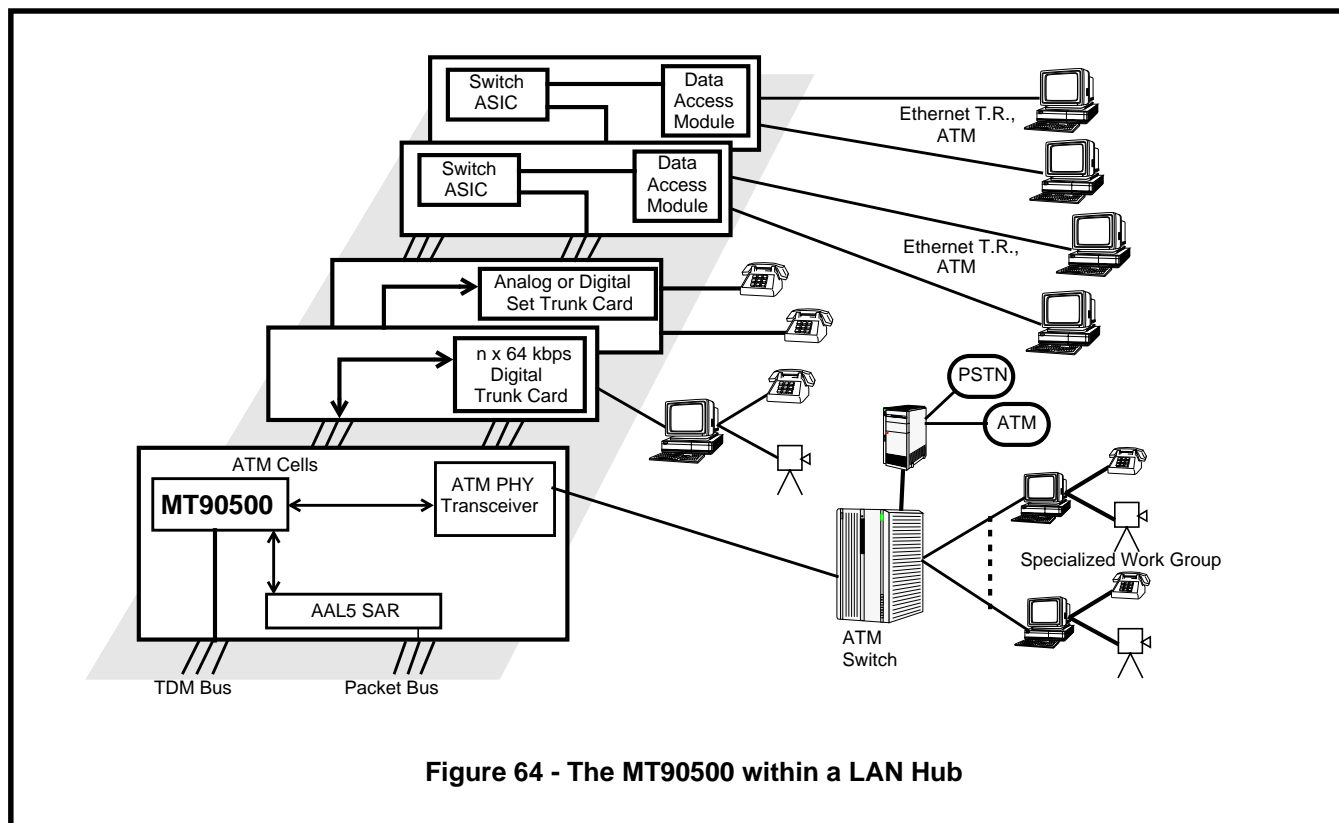 Switch
ASIC
Data
Access
Module
Ethernet T.R.,
ATM
Switch
ASIC
Data
Access
Module
Ethernet T.R.,
ATM
Analog or Digital
Set Trunk Card
n x 64 kbps
Digital
Trunk Card
PSTN
ATM
ATM Cells
MT90500
ATM PHY
Transceiver
AAL5 SAR
Specialized Work Group
ATM
Switch
TDM Bus
Packet Bus
Figure 64 - The MT90500 within a LAN Hub